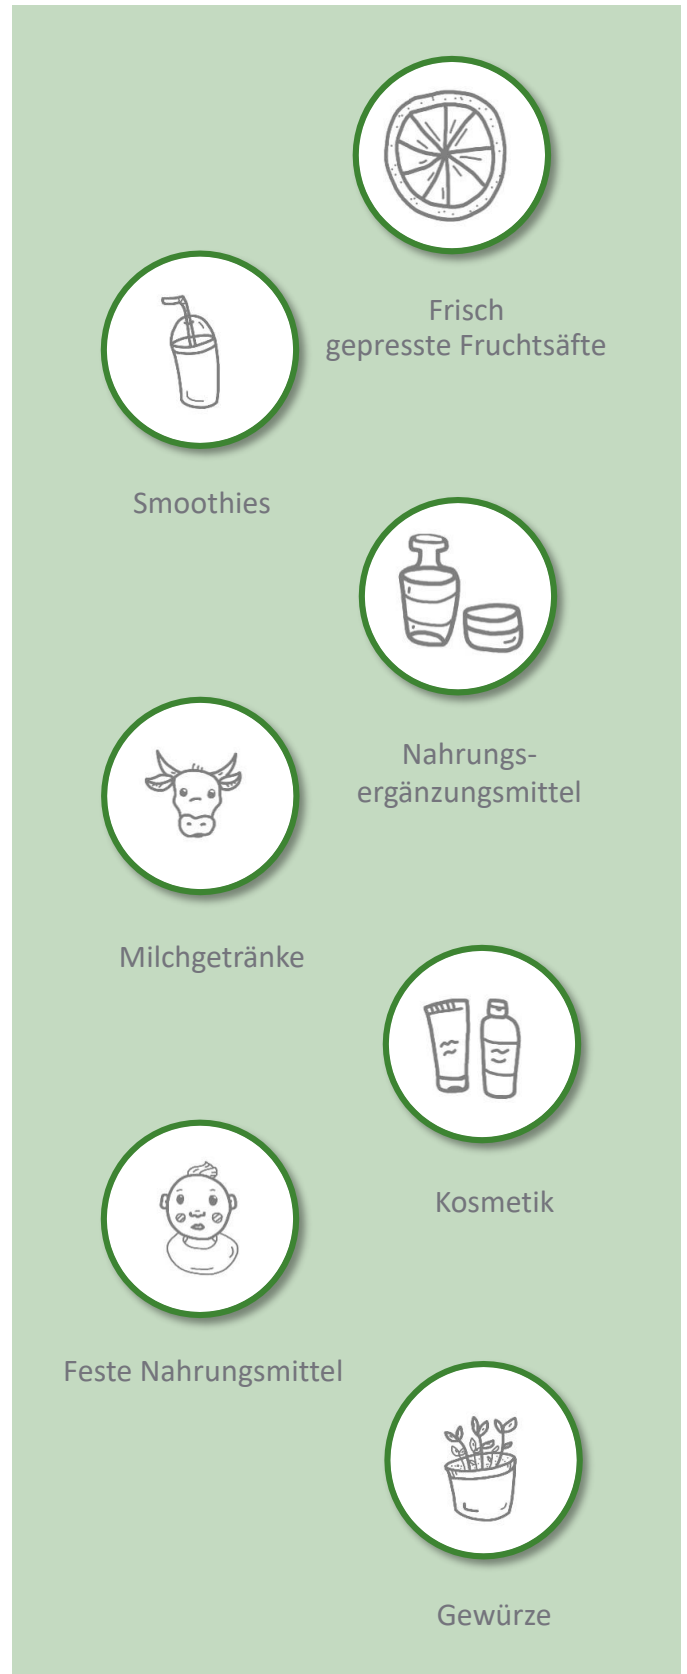 Frisch
gepresste Fruchtsäfte
Smoothies
Nahrungs-
ergänzungsmittel
Milchgetränke
Kosmetik
Feste Nahrungsmittel
Gewürze